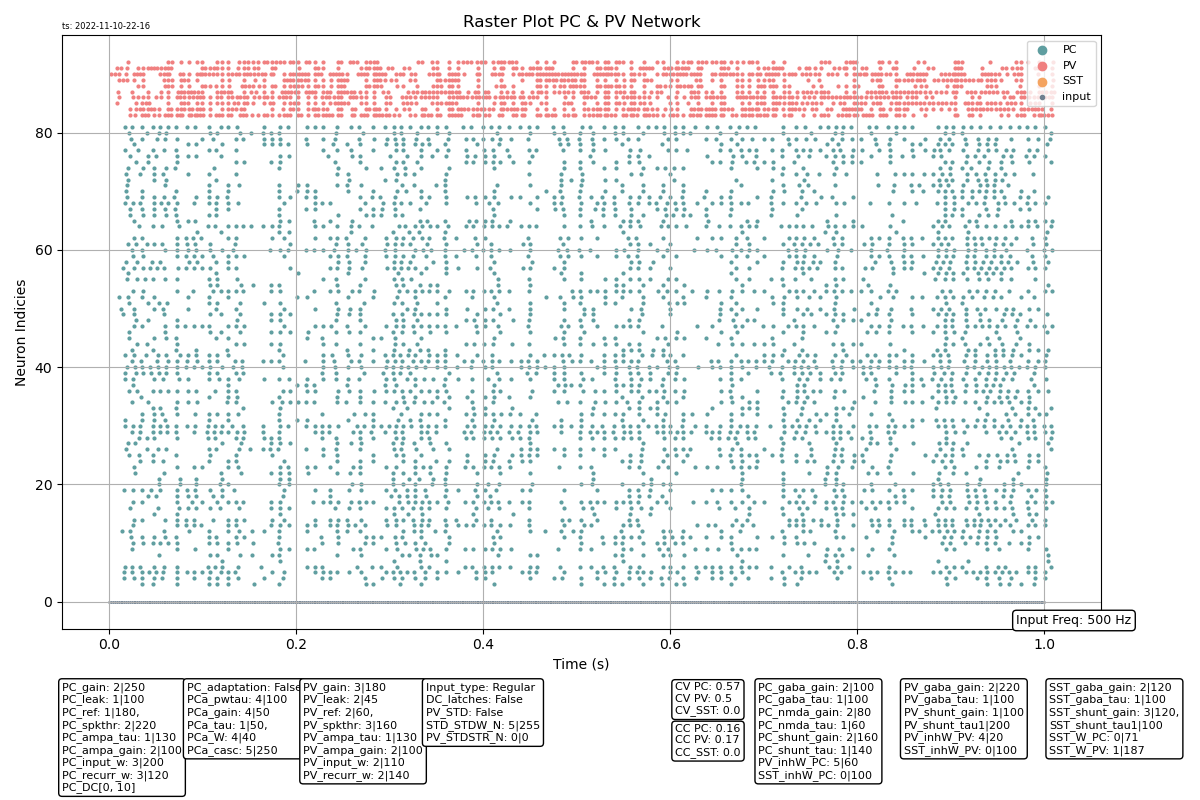 ts: 2022-11-10-22-16
Raster Plot PC & PV Network
PC
PV
SST
input
Neuron Indicies
80
60
40
20
0
0.0
0.2
0.4
0.6
0.8
1.0
Time (s)
Input Freq: 500 Hz
PC_gain: 2|250
PC_leak: 1|100
PC_ref: 1|180,
PC_spkthr: 2|220
PC_ampa_tau: 1|130
PC_ampa_gain: 2|100
PC_input_w: 3|200
PC_recurr_w: 3|120
PC_DC[0, 10]
PC_adaptation: False
PCa_pwtau: 4|100
PCa_gain: 4|50
PCa_tau: 1|50,
PCa_W: 4|40
PCa_casc: 5|250
PV_gain: 3|180
PV_leak: 2|45
PV_ref: 2|60,
PV_spkthr: 3|160
PV_ampa_tau: 1|130
PV_ampa_gain: 2|100
PV_input_w: 2|110
PV_recurr_w: 2|140
Input_type: Regular
DC_latches: False
PV_STD: False
STD_STDW_N: 5|255
PV_STDSTR_N: 0|0
CV PC: 0.57
CV PV: 0.5
CV_SST: 0.0
CC PC: 0.16
CC PV: 0.17
CC_SST: 0.0
PC_gaba_gain: 2|100
PC_gaba_tau: 1|100
PC_nmda_gain: 2|80
PC_nmda_tau: 1|60
PC_shunt_gain: 2|160
PC_shunt_tau: 1|140
PV_inhW_PC: 5|60
SST_inhW_PC: 0|100
PV_gaba_gain: 2|220
PV_gaba_tau: 1|100
PV_shunt_gain: 1|100
PV_shunt_tau1|200
PV_inhW_PV: 4|20
SST_inhW_PV: 0|100
SST_gaba_gain: 2|120
SST_gaba_tau: 1|100
SST_shunt_gain: 3|120,
SST_shunt_tau1|100
SST_W_PC: 0|71
SST_W_PV: 1|187